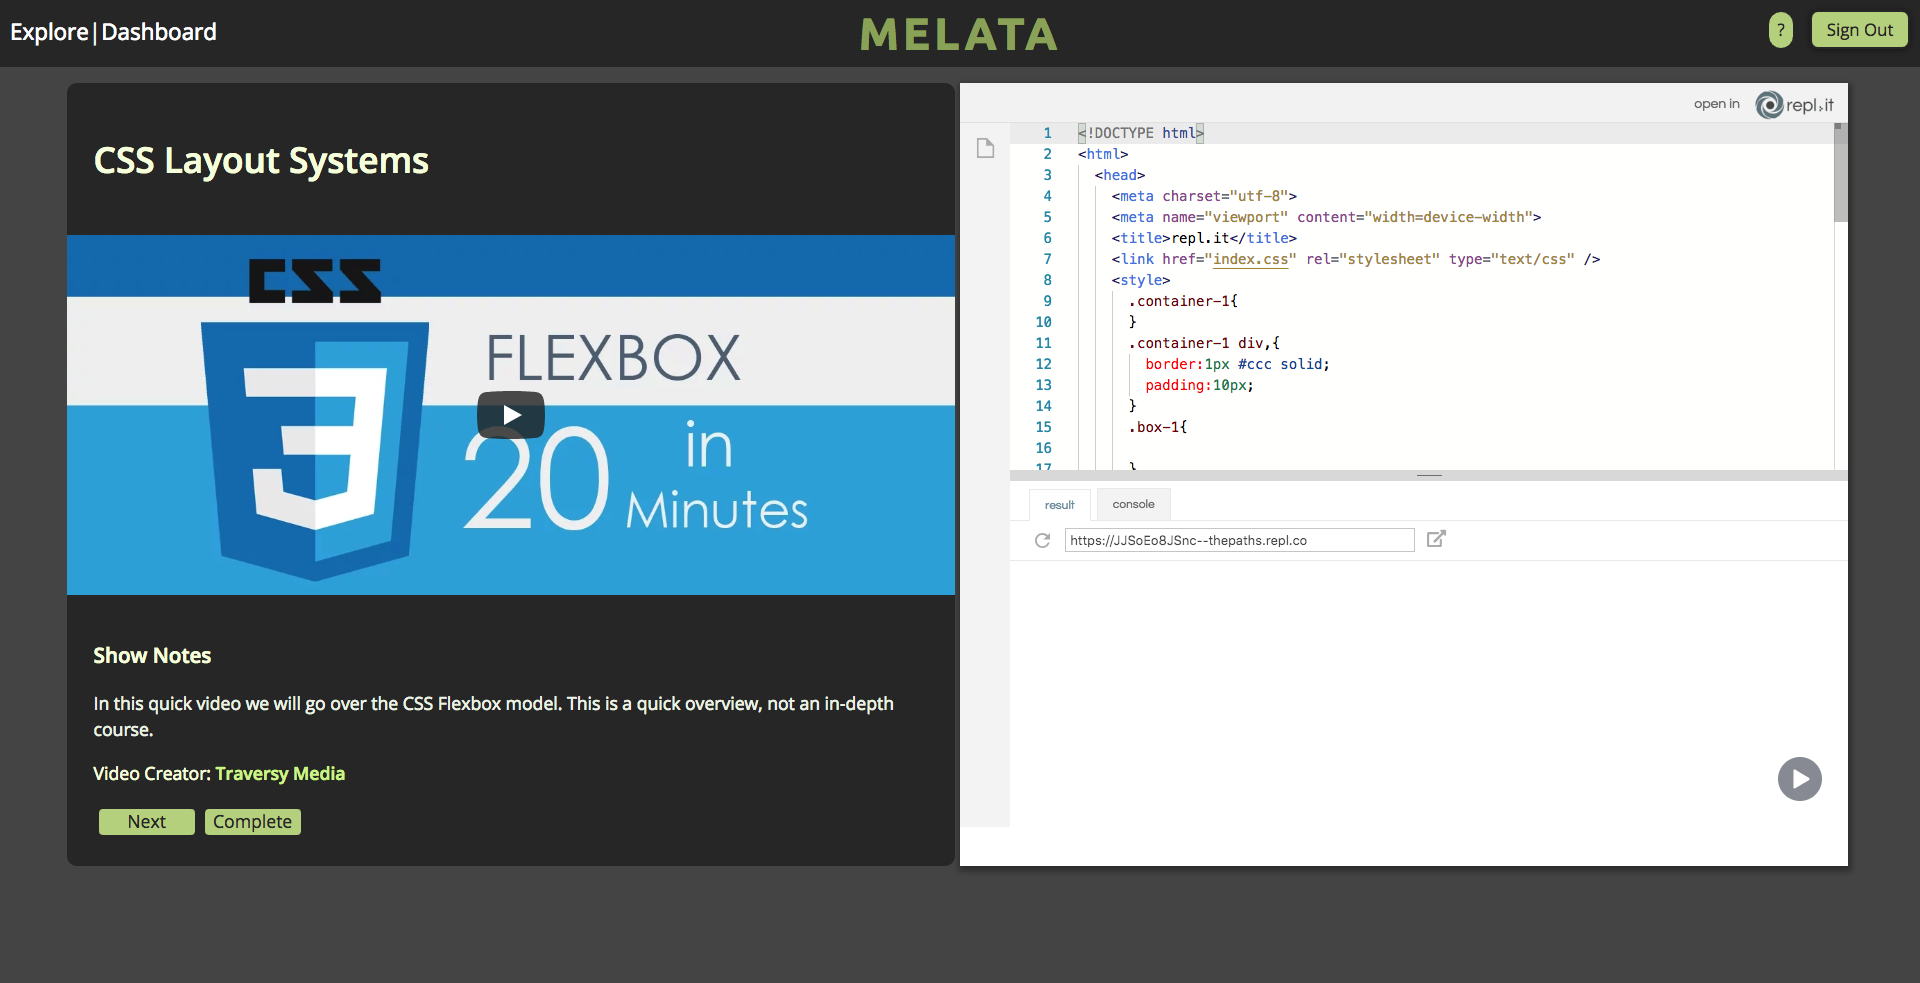 Explore|Dashboard
MELATA
?
Sign Out
CSS Layout Systems
CSS
3
FLEXBOX
20 in
Minutes
Show Notes
In this quick video we will go over the CSS Flexbox model. This is a quick overview, not an in-depth
course.
Video Creator: Traversy Media
Next
Complete
open in repl.it
1 <!DOCTYPE html>
2 <html>
3 <head>
4 <meta charset="utf-8">
5 <meta name="viewport" content="width=device-width">
6 <title>repl.it</title>
7 <link href="index.css" rel="stylesheet" type="text/css" />
8 <style>
9 .container-1{
10 }
11 .container-1 div,{
12 border:1px #ccc solid;
13 padding:10px;
14 }
15 .box-1{
16
17 }
result
console
https://JJSoEo8JSnc--thepaths.repl.co